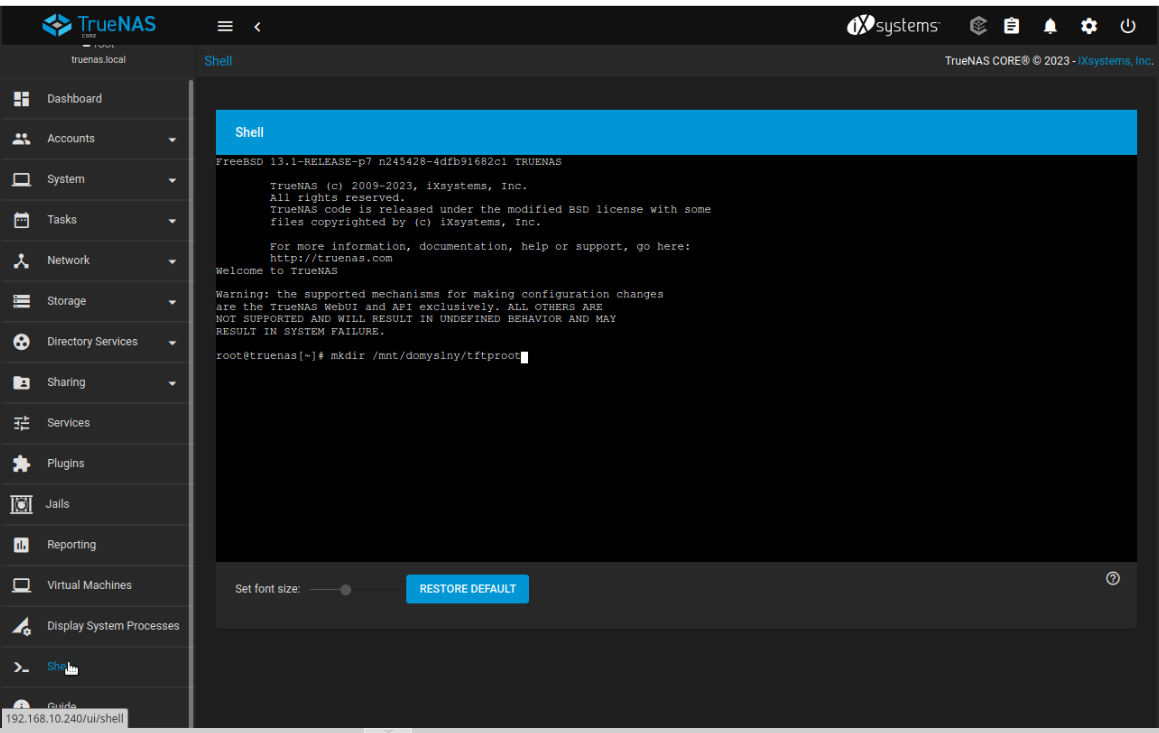 TrueNAS
CORE
iXsystems
root
truenas.local
Shell
TrueNAS CORE® © 2023 - iXsystems, Inc.
Dashboard
Accounts
System
Tasks
Network
Storage
Directory Services
Sharing
Services
Plugins
Jails
Reporting
Virtual Machines
Display System Processes
Guide
192.168.10.240/ui/shell
Shell
FreeBSD 13.1-RELEASE-p7 n245428-4dfb91682c1 TRUENAS
TrueNAS (c) 2009-2023, iXsystems, Inc.
All rights reserved.
TrueNAS code is released under the modified BSD license with some
files copyrighted by (c) iXsystems, Inc.
For more information, documentation, help or support, go here:
http://truenas.com
Welcome to TrueNAS
Warning: the supported mechanisms for making configuration changes
are the TrueNAS WebUI and API exclusively. ALL OTHERS ARE
NOT SUPPORTED AND WILL RESULT IN UNDEFINED BEHAVIOR AND MAY
RESULT IN SYSTEM FAILURE.
root@truenas[~]# mkdir /mnt/domyslny/tftproot
Set font size:
RESTORE DEFAULT